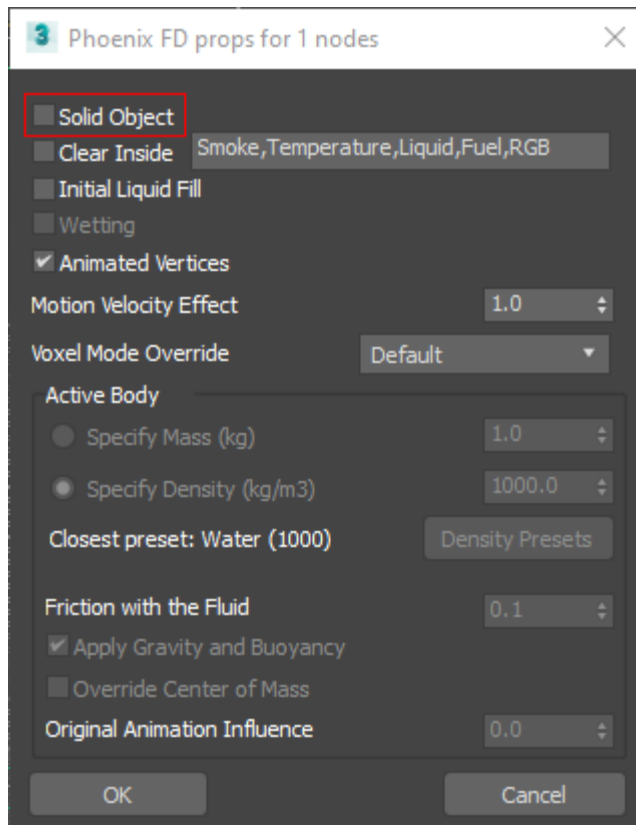 3 Phoenix FD props for 1 nodes
Solid Object
Clear Inside Smoke,Temperature,Liquid,Fuel,RGB
Initial Liquid Fill
Wetting
Animated Vertices
Motion Velocity Effect 1.0
Voxel Mode Override Default
Active Body
Specify Mass (kg) 1.0
Specify Density (kg/m3) 1000.0
Closest preset: Water (1000) Density Presets
Friction with the Fluid 0.1
Apply Gravity and Buoyancy
Override Center of Mass
Original Animation Influence 0.0
OK Cancel